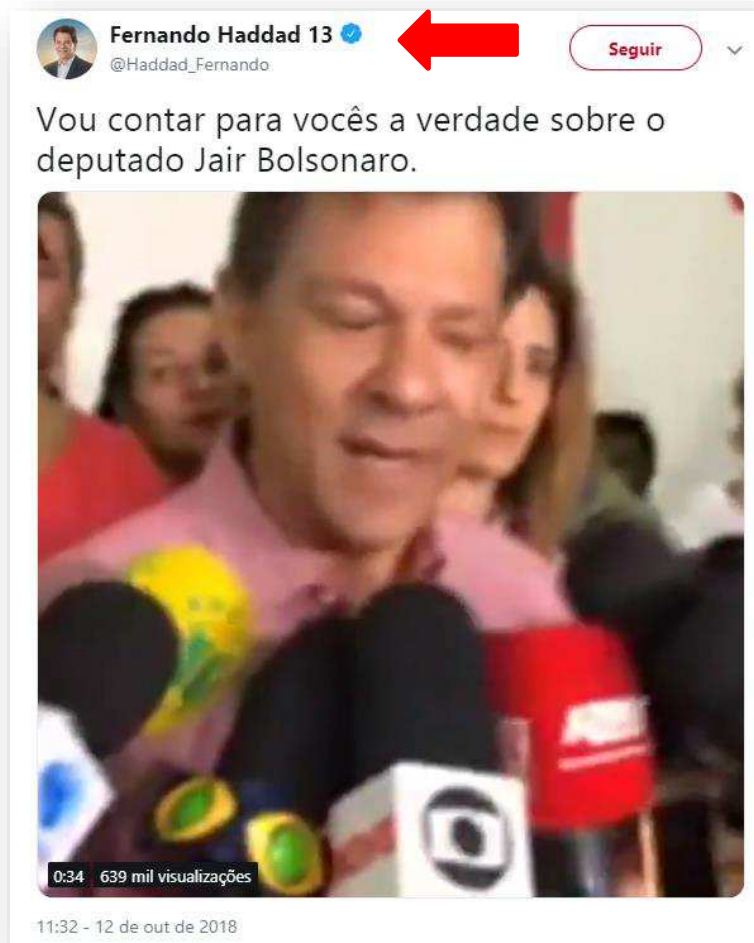 Fernando Haddad 13
@Haddad_Fernando
Seguir
Vou contar para vocês a verdade sobre o
deputado Jair Bolsonaro.
0:34 639 mil visualizações
11:32 - 12 de out de 2018